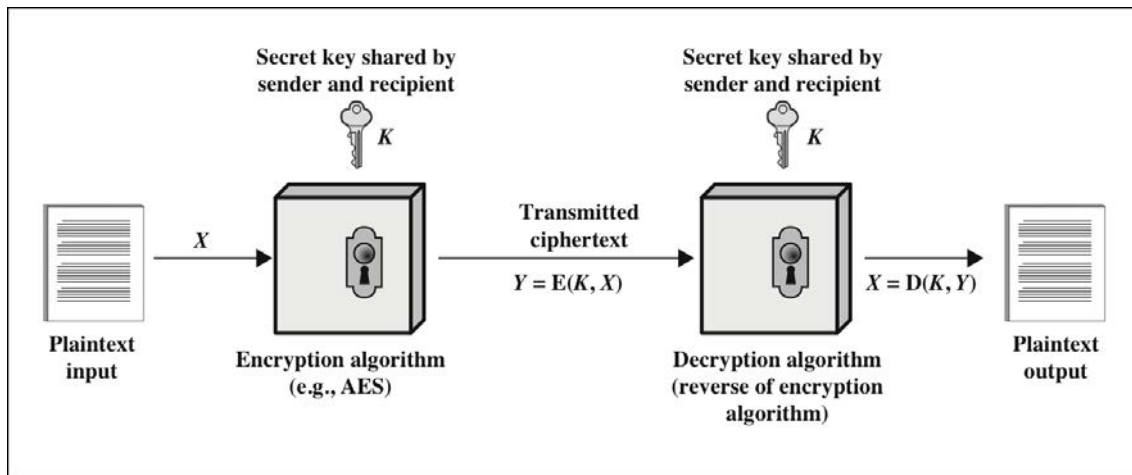 Secret key shared by
sender and recipient
K
Secret key shared by
sender and recipient
K
X
Transmitted
ciphertext
Y = E(K, X)
X = D(K, Y)
Plaintext
input
Encryption algorithm
(e.g., AES)
Decryption algorithm
(reverse of encryption
algorithm)
Plaintext
output